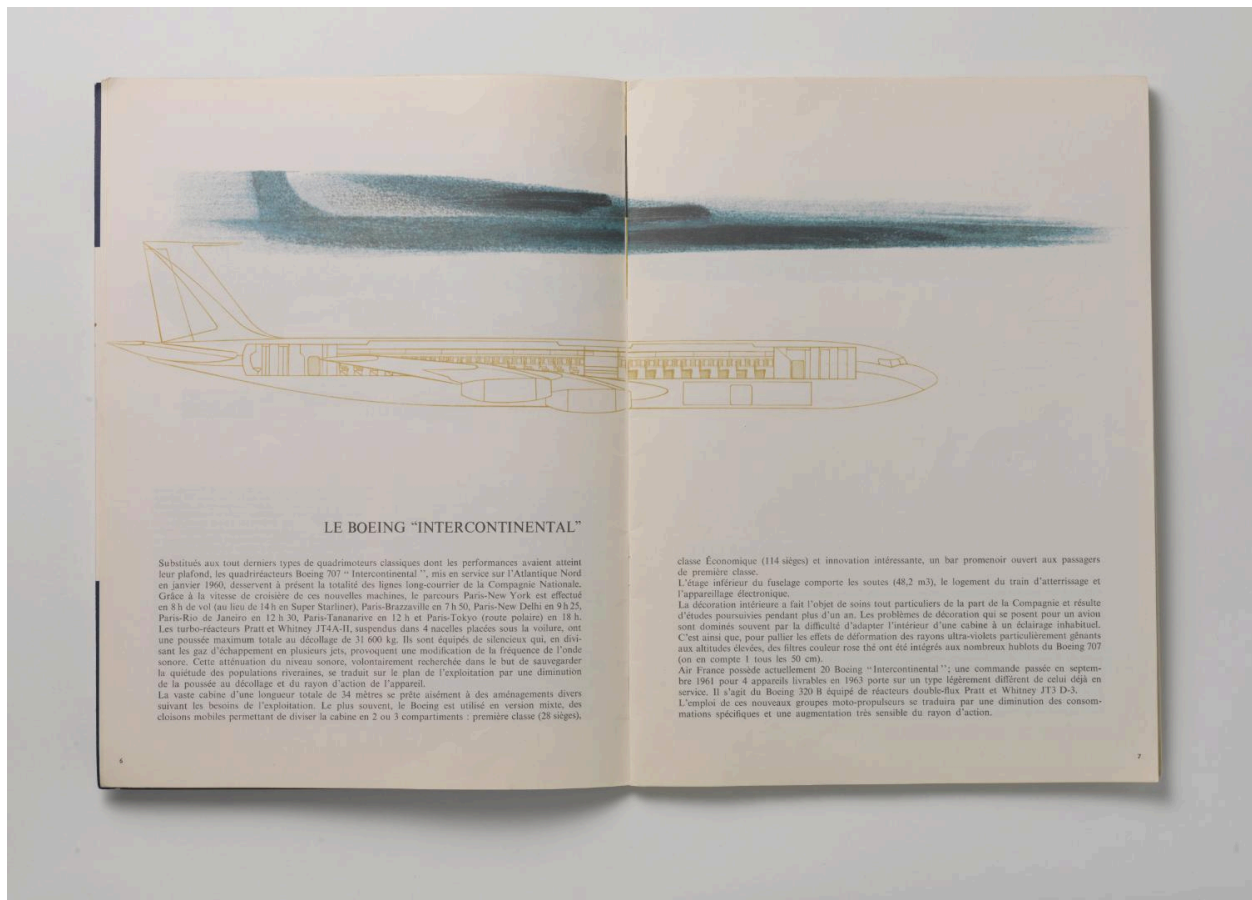 LE BOEING “INTERCONTINENTAL”
Substitués aux tout derniers types de quadrimoteurs classiques dont les performances avaient atteint
leur plafond, les quadriréacteurs Boeing 707 “ Intercontinental ”, mis en service sur l’Atlantique Nord
en janvier 1960, desservent à présent la totalité des lignes long-courrier de la Compagnie Nationale.
Grâce à la vitesse de croisière de ces nouvelles machines, le parcours Paris-New York est effectué
en 8 h de vol (au lieu de 14 h en Super Starliner), Paris-Brazzaville en 7 h 50, Paris-New Delhi en 9 h 25,
Paris-Rio de Janeiro en 12 h 30, Paris-Tananarive en 12 h et Paris-Tokyo (route polaire) en 18 h.
Les turbo-réacteurs Pratt et Whitney JT4A-II, suspendus dans 4 nacelles placées sous la voilure, ont
une poussée maximum totale au décollage de 31 600 kg. Ils sont équipés de silencieux qui, en divi-
sant les gaz d’échappement en plusieurs jets, provoquent une modification de la fréquence de l’onde
sonore. Cette atténuation du niveau sonore, volontairement recherchée dans le but de sauvegarder
la quiétude des populations riveraines, se traduit sur le plan de l’exploitation par une diminution
de la poussée au décollage et du rayon d’action de l’appareil.
La vaste cabine d’une longueur totale de 34 mètres se prête aisément à des aménagements divers
suivant les besoins de l’exploitation. Le plus souvent, le Boeing est utilisé en version mixte, des
cloisons mobiles permettant de diviser la cabine en 2 ou 3 compartiments : première classe (28 sièges),
6
classe Économique (114 sièges) et innovation intéressante, un bar promenoir ouvert aux passagers
de première classe.
L’étage inférieur du fuselage comporte les soutes (48,2 m3), le logement du train d’atterrissage et
l’appareillage électronique.
La décoration intérieure a fait l’objet de soins tout particuliers de la part de la Compagnie et résulte
d’études poursuivies pendant plus d’un an. Les problèmes de décoration qui se posent pour un avion
sont dominés souvent par la difficulté d’adapter l’intérieur d’une cabine à un éclairage inhabituel.
C’est ainsi que, pour pallier les effets de déformation des rayons ultra-violets particulièrement gênants
aux altitudes élevées, des filtres couleur rose thé ont été intégrés aux nombreux hublots du Boeing 707
(on en compte 1 tous les 50 cm).
Air France possède actuellement 20 Boeing “Intercontinental”; une commande passée en septem-
bre 1961 pour 4 appareils livrables en 1963 porte sur un type légèrement différent de celui déjà en
service. Il s’agit du Boeing 320 B équipé de réacteurs double-flux Pratt et Whitney JT3 D-3.
L’emploi de ces nouveaux groupes moto-propulseurs se traduira par une diminution des consom-
mations spécifiques et une augmentation très sensible du rayon d’action.
7